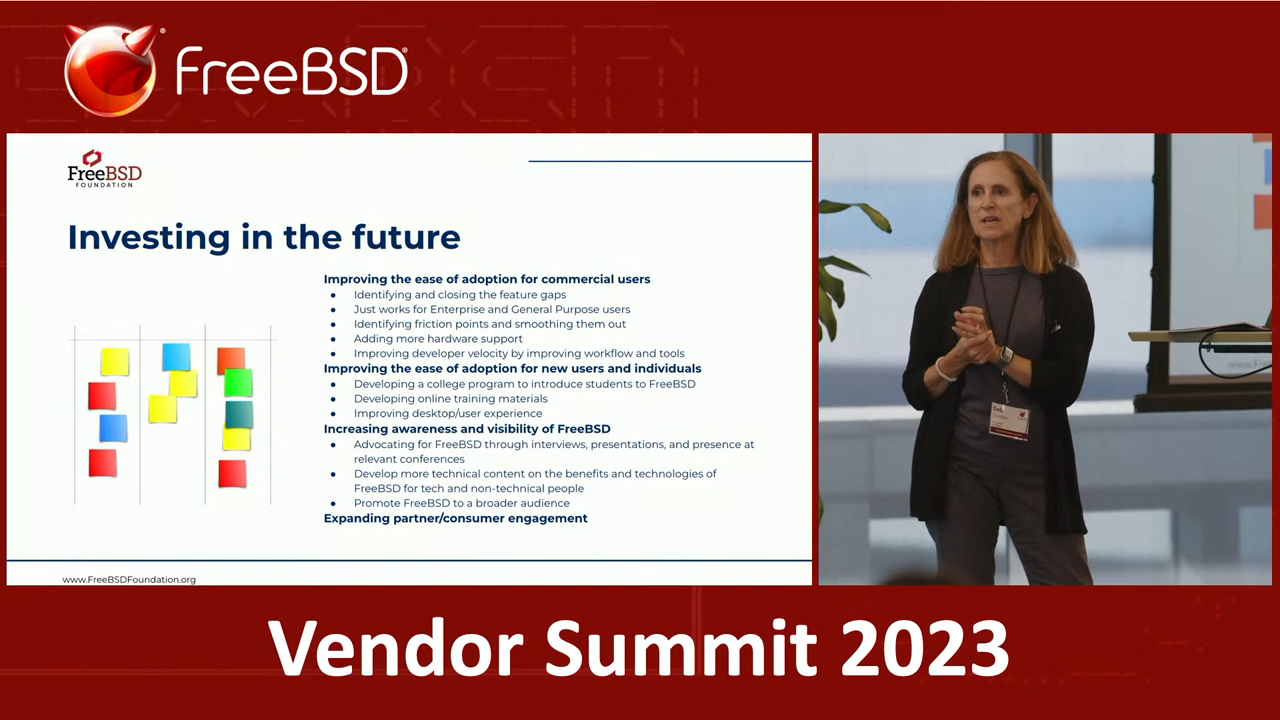 FreeBSD®
FreeBSD
FOUNDATION
Investing in the future
Improving the ease of adoption for commercial users
● Identifying and closing the feature gaps
● Just works for Enterprise and General Purpose users
● Identifying friction points and smoothing them out
● Adding more hardware support
● Improving developer velocity by improving workflow and tools
Improving the ease of adoption for new users and individuals
● Developing a college program to introduce students to FreeBSD
● Developing online training materials
● Improving desktop/user experience
Increasing awareness and visibility of FreeBSD
● Advocating for FreeBSD through interviews, presentations, and presence at
relevant conferences
● Develop more technical content on the benefits and technologies of
FreeBSD for tech and non-technical people
● Promote FreeBSD to a broader audience
Expanding partner/consumer engagement
www.FreeBSDFoundation.org
Vendor Summit 2023